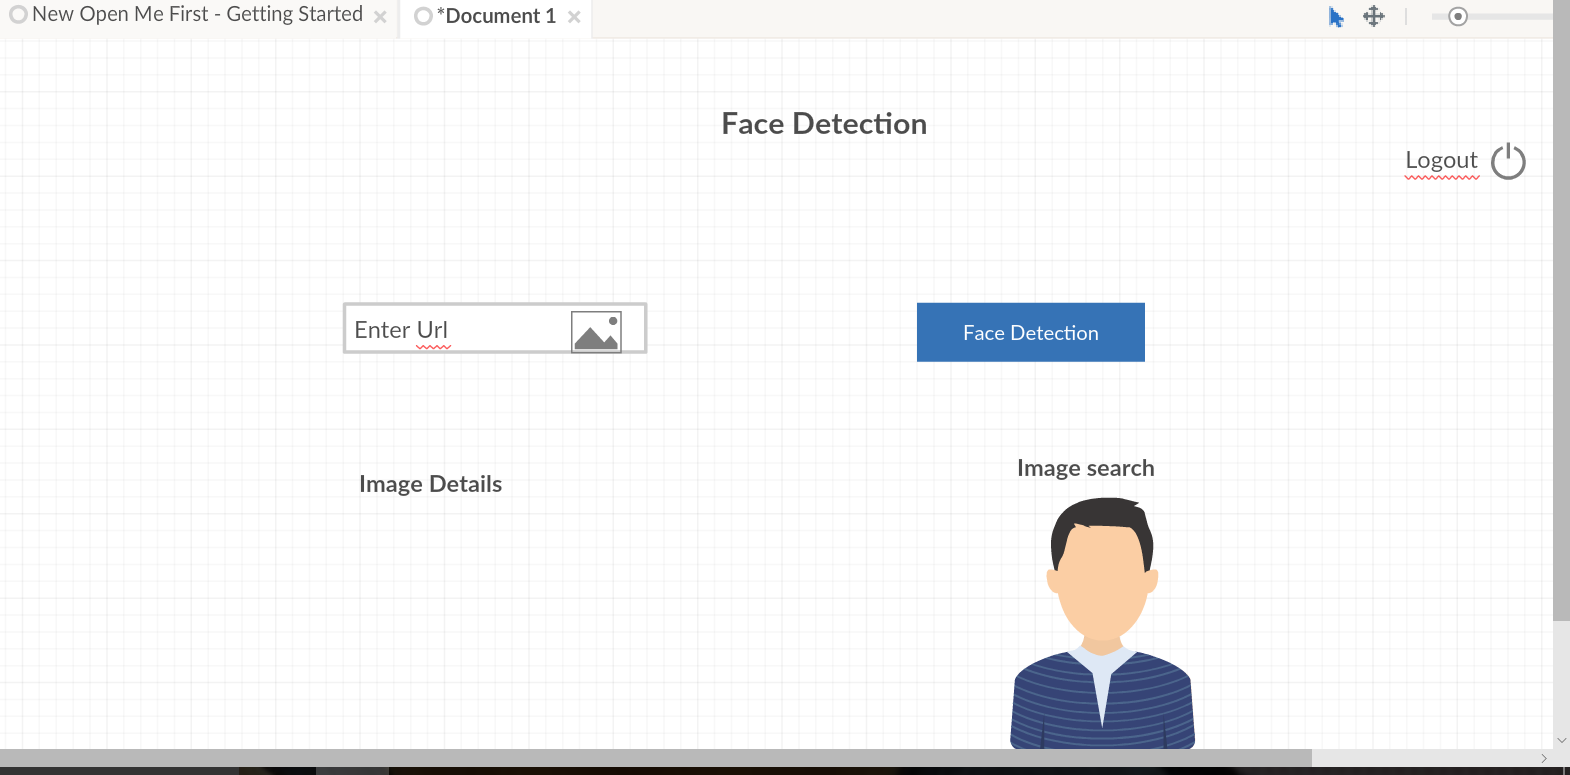 New Open Me First - Getting Started
*Document 1
Face Detection
Logout
Enter Url
Face Detection
Image Details
Image search